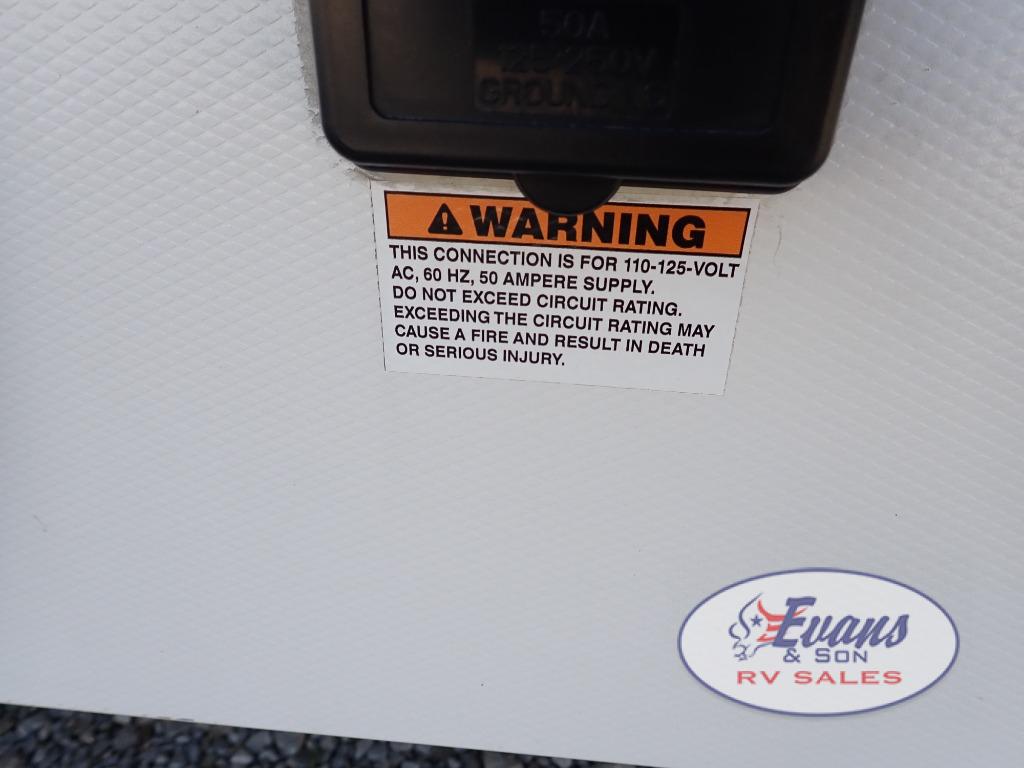 50A
125/250V
GROUNDING
WARNING
THIS CONNECTION IS FOR 110-125-VOLT
AC, 60 HZ, 50 AMPERE SUPPLY.
DO NOT EXCEED CIRCUIT RATING.
EXCEEDING THE CIRCUIT RATING MAY
CAUSE A FIRE AND RESULT IN DEATH
OR SERIOUS INJURY.
Evans
& SON
RV SALES